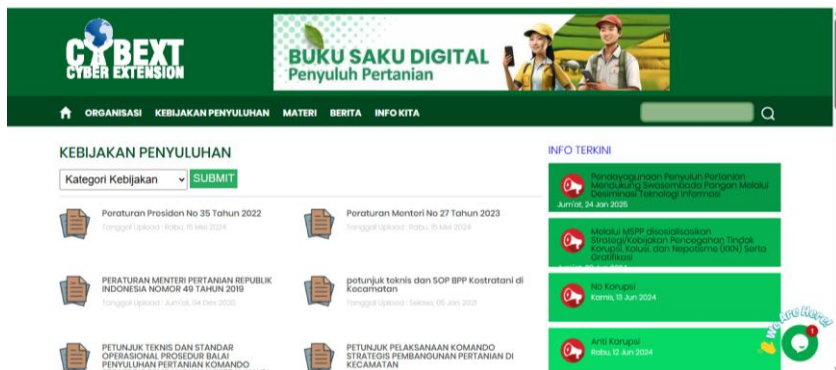 CYBEXT
CYBER EXTENSION
BUKU SAKU DIGITAL
Penyuluh Pertanian
ORGANISASI KEBIJAKAN PENYULUHAN MATERI BERITA INFO KITA
KEBIJAKAN PENYULUHAN
Kategori Kebijakan SUBMIT
Peraturan Presiden No 35 Tahun 2022
Tanggal Upload : Rabu, 15 Mei 2024
Peraturan Menteri No 27 Tahun 2023
Tanggal Upload : Rabu, 15 Mei 2024
PERATURAN MENTERI PERTANIAN REPUBLIK
INDONESIA NOMOR 49 TAHUN 2019
Tanggal Upload : Jum'at, 04 Dec 2020
petunjuk teknis dan SOP BPP Kostratani di
Kecamatan
Tanggal Upload : Selasa, 05 Jan 2021
PETUNJUK TEKNIS DAN STANDAR
OPERASIONAL PROSEDUR BALAI
PENYULUHAN PERTANIAN KOMANDO
PETUNJUK PELAKSANAAN KOMANDO
STRATEGIS PEMBANGUNAN PERTANIAN DI
KECAMATAN
INFO TERKINI
Pendayagunaan Penyuluh Pertanian
Mendukung Swasembada Pangan Melalui
Desiminasi Teknologi Informasi
Jum'at, 24 Jan 2025
Melalui MSPP disosialisasikan
Strategi/Kebijakan Pencegahan Tindak
Korupsi, Kolusi, dan Nepotisme (KKN) Serta
Gratifikasi
No Korupsi
Kamis, 13 Jun 2024
Anti Korupsi
Rabu, 12 Jun 2024
We Are Here!
1